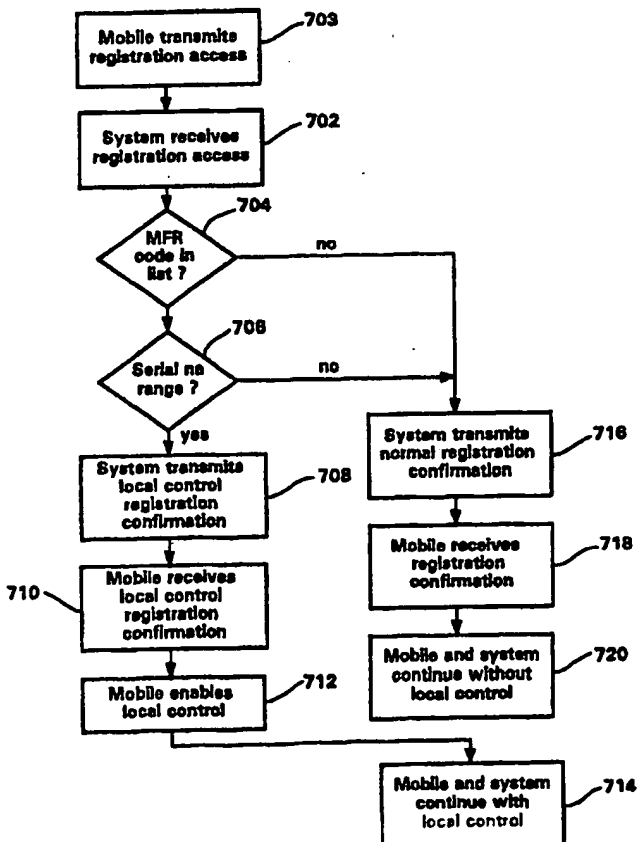 Mobile transmits
registration access
703
System receives
registration access
702
MFR
code in
list ?
704
no
Serial no
range ?
706
no
yes
System transmits
local control
registration
confirmation
708
System transmits
normal registration
confirmation
716
Mobile receives
local control
registration
confirmation
710
Mobile receives
registration
confirmation
718
Mobile enables
local control
712
Mobile and system
continue without
local control
720
Mobile and system
continue with
local control
714